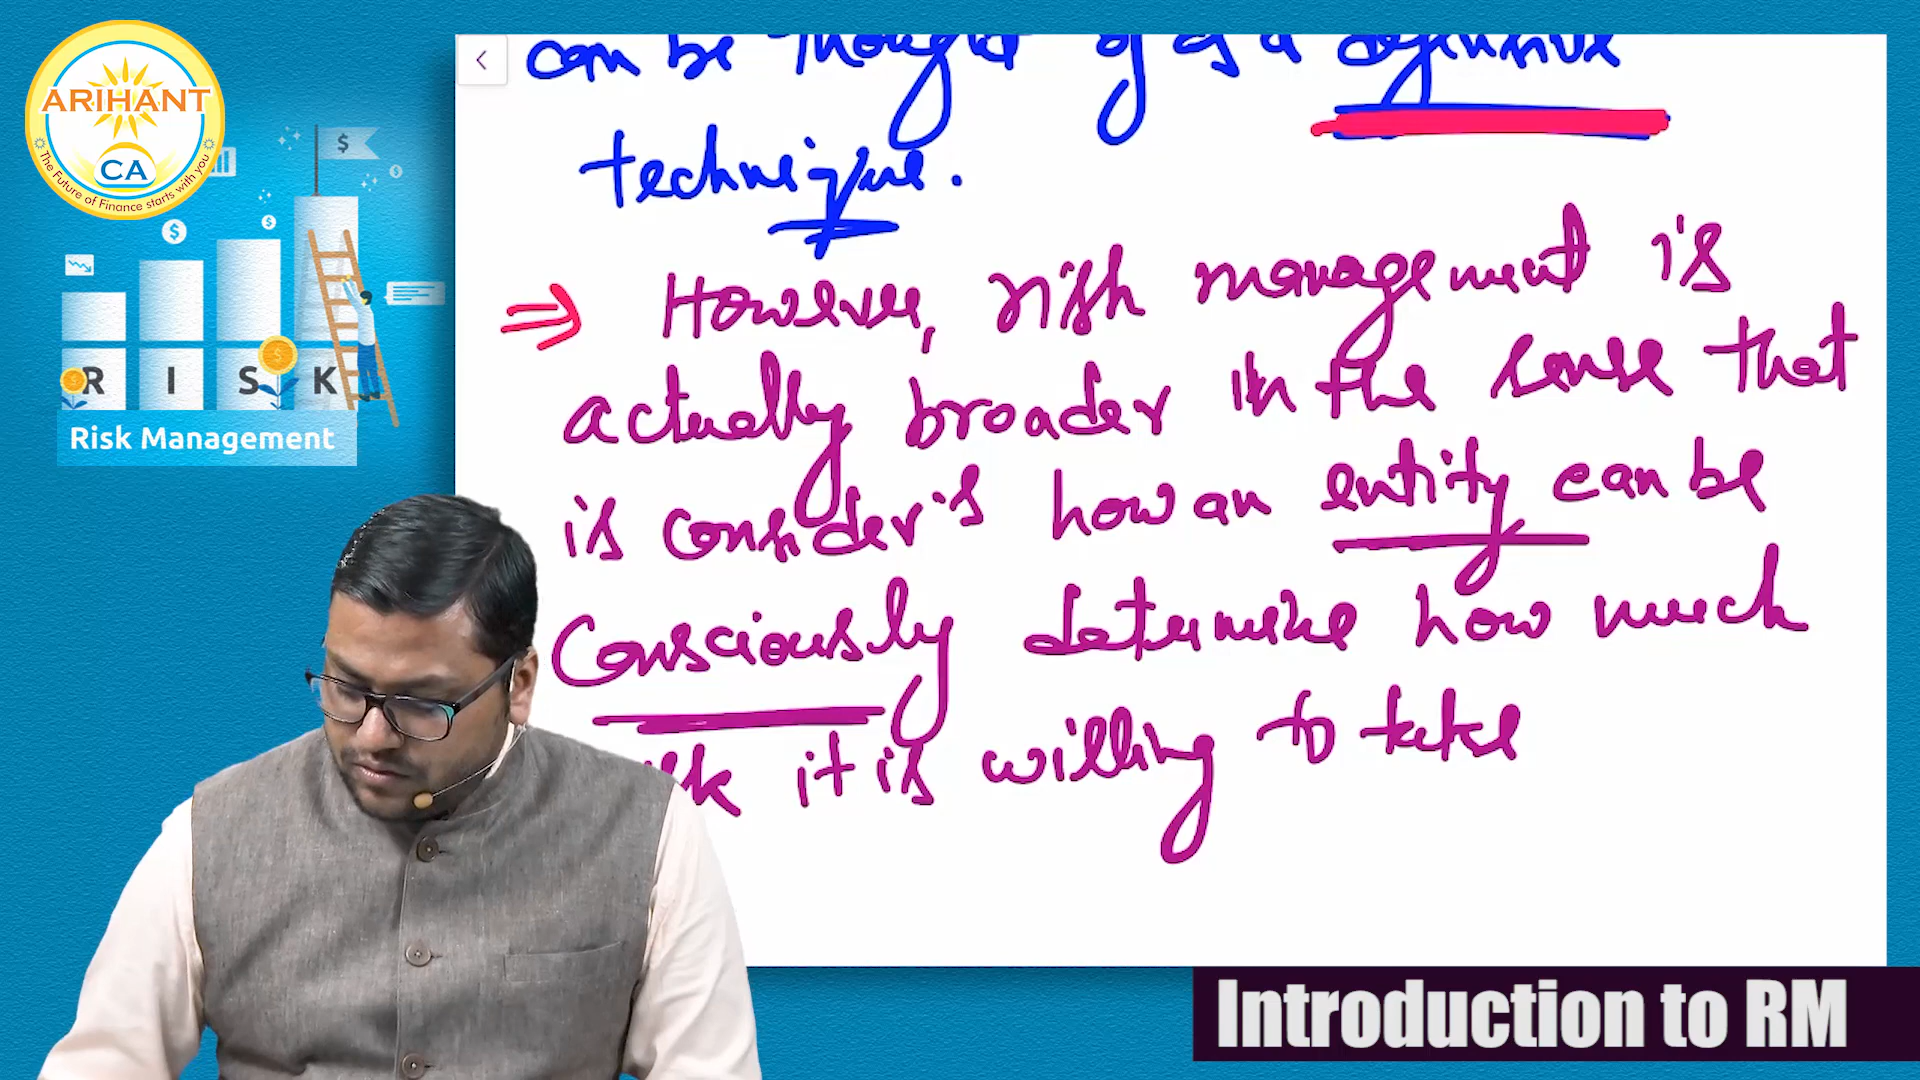 ARIHANT
CA
The Future of Finance starts with you
R I S K
Risk Management
can be thought of as a defensive
technique.
⇒ However, risk management is
actually broader in the sense that
is consider's how an entity can be
Consciously determine how much
it is willing to take
Introduction to RM